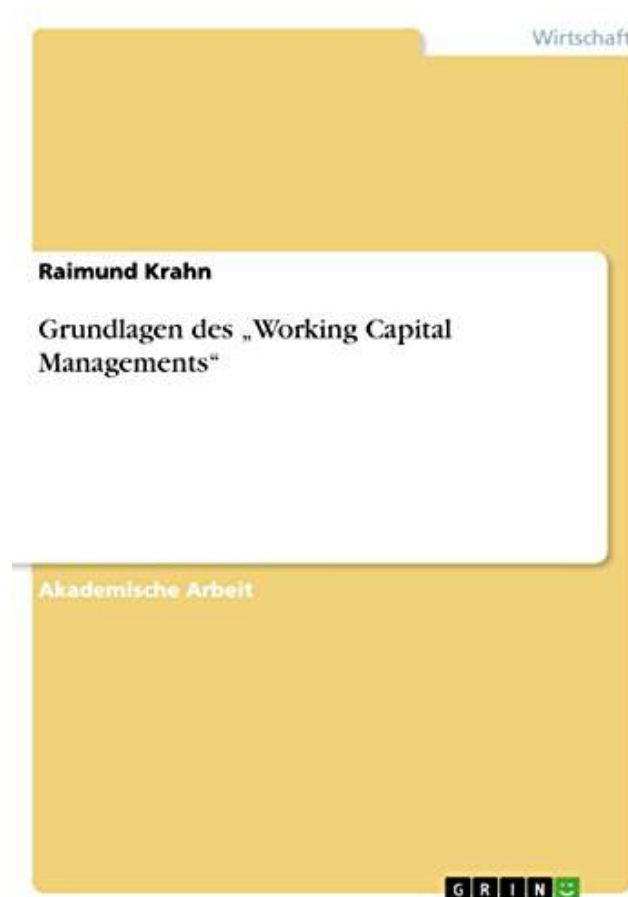 Wirtschaft
Raimund Krahn
Grundlagen des „Working Capital
Managements“
Akademische Arbeit
GRIN